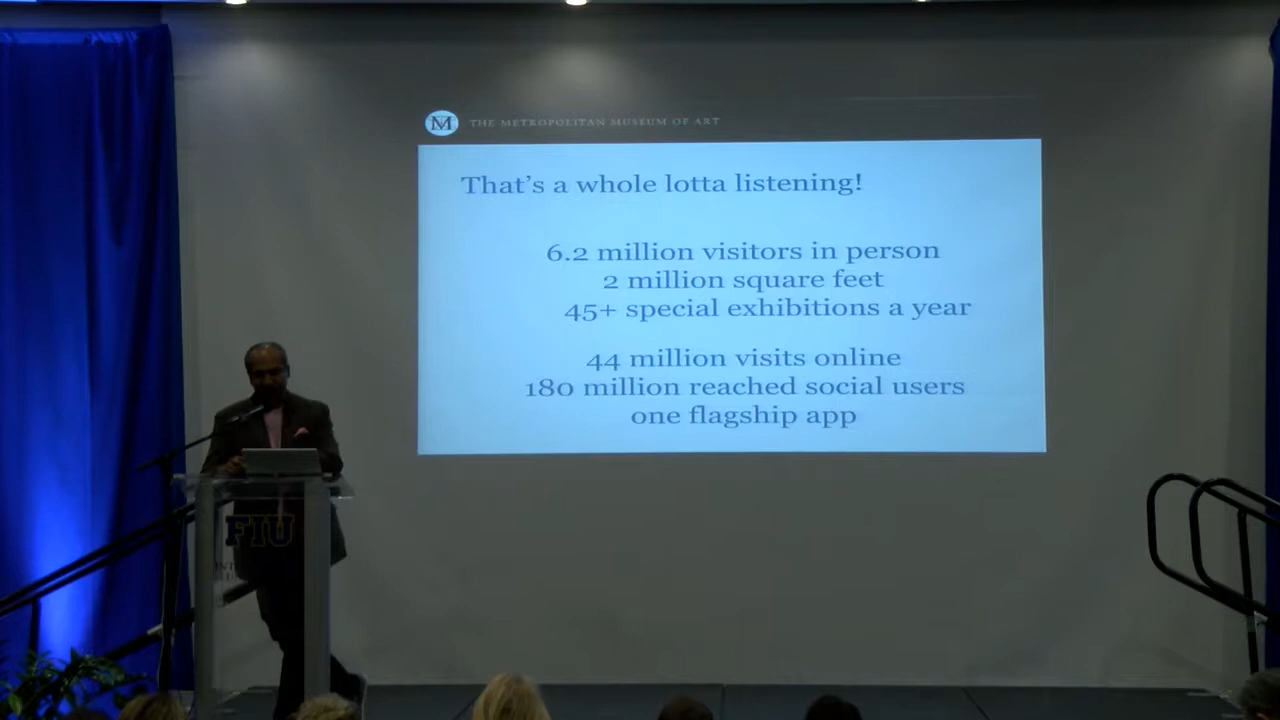 M THE METROPOLITAN MUSEUM OF ART
That's a whole lotta listening!
6.2 million visitors in person
2 million square feet
45+ special exhibitions a year
44 million visits online
180 million reached social users
one flagship app
FIU